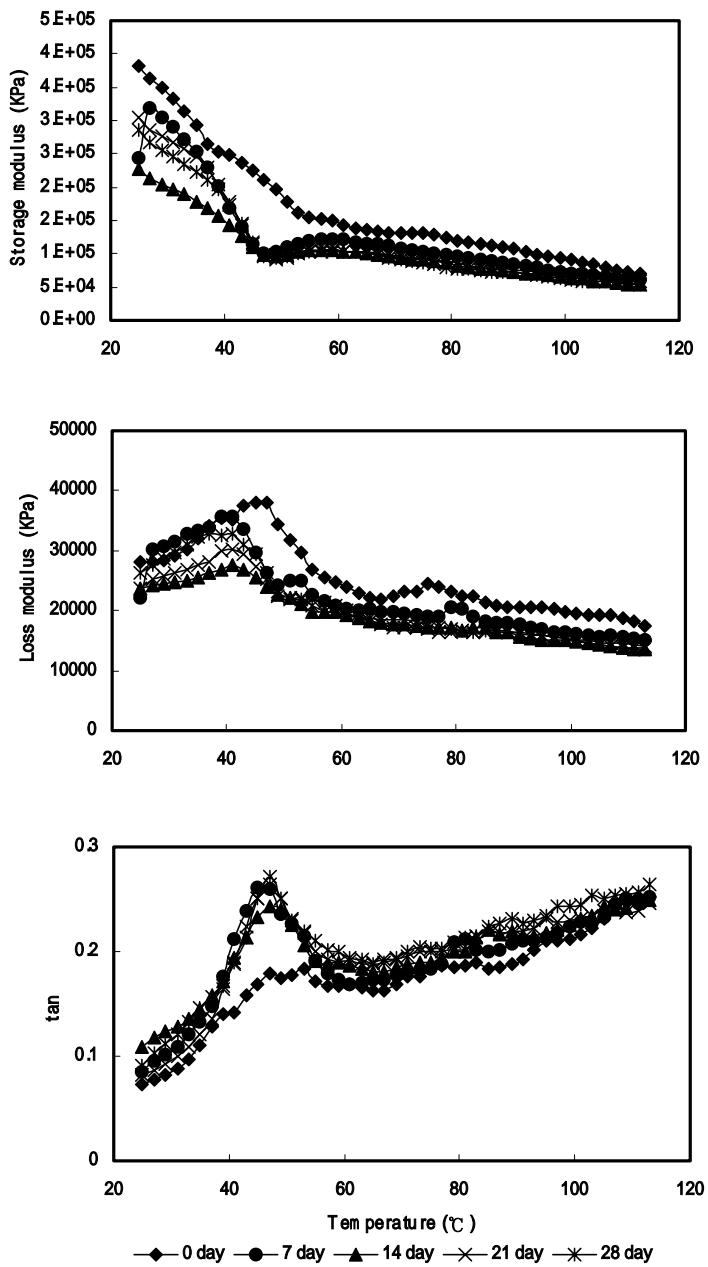 5.E+05
4.E+05
4.E+05
3.E+05
3.E+05
2.E+05
2.E+05
1.E+05
5.E+04
0.E+00
Storage modulus (KPa)
20 40 60 80 100 120
50000
40000
30000
20000
10000
0
Loss modulus (KPa)
20 40 60 80 100 120
0.3
0.2
0.1
0
tan
20 40 60 80 100 120
Temperature(℃)
0 day 7 day 14 day 21 day 28 day